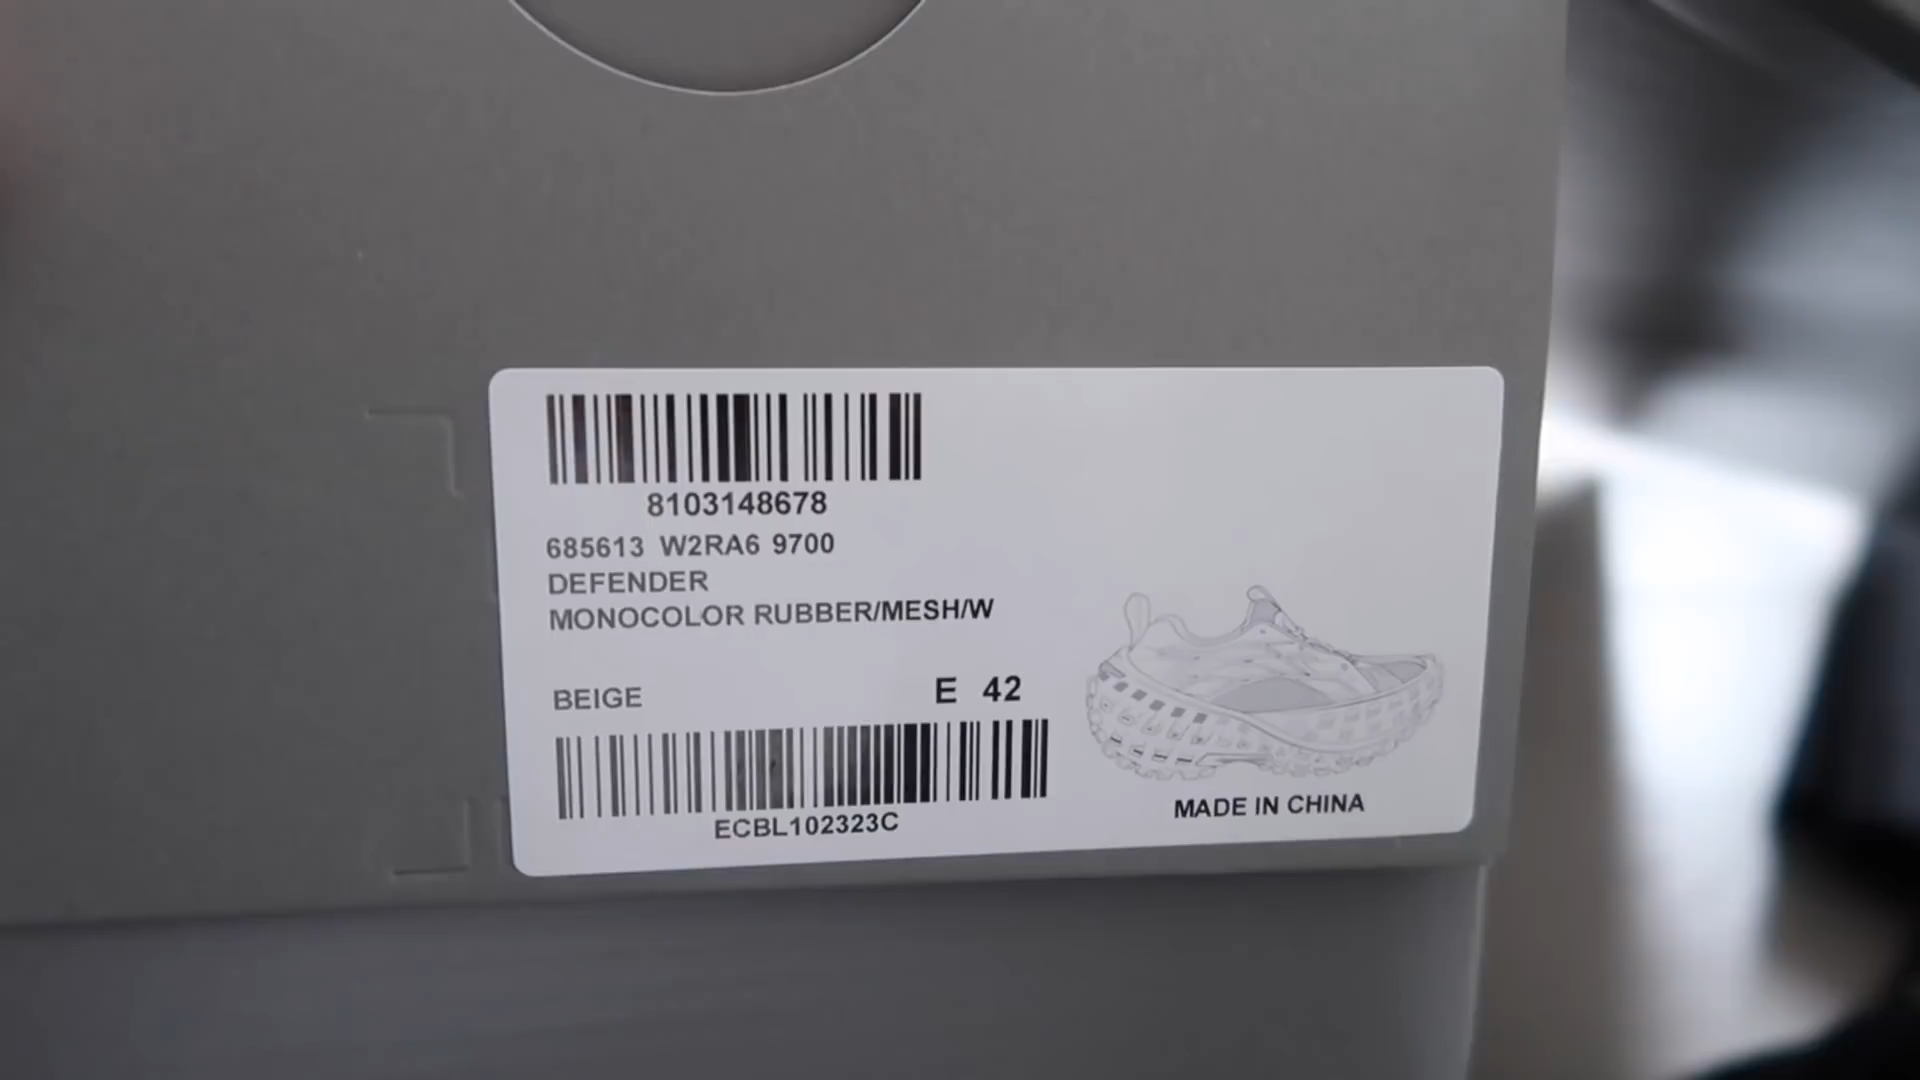 8103148678
685613 W2RA6 9700
DEFENDER
MONOCOLOR RUBBER/MESH/W
BEIGE E 42
ECBL102323C
MADE IN CHINA